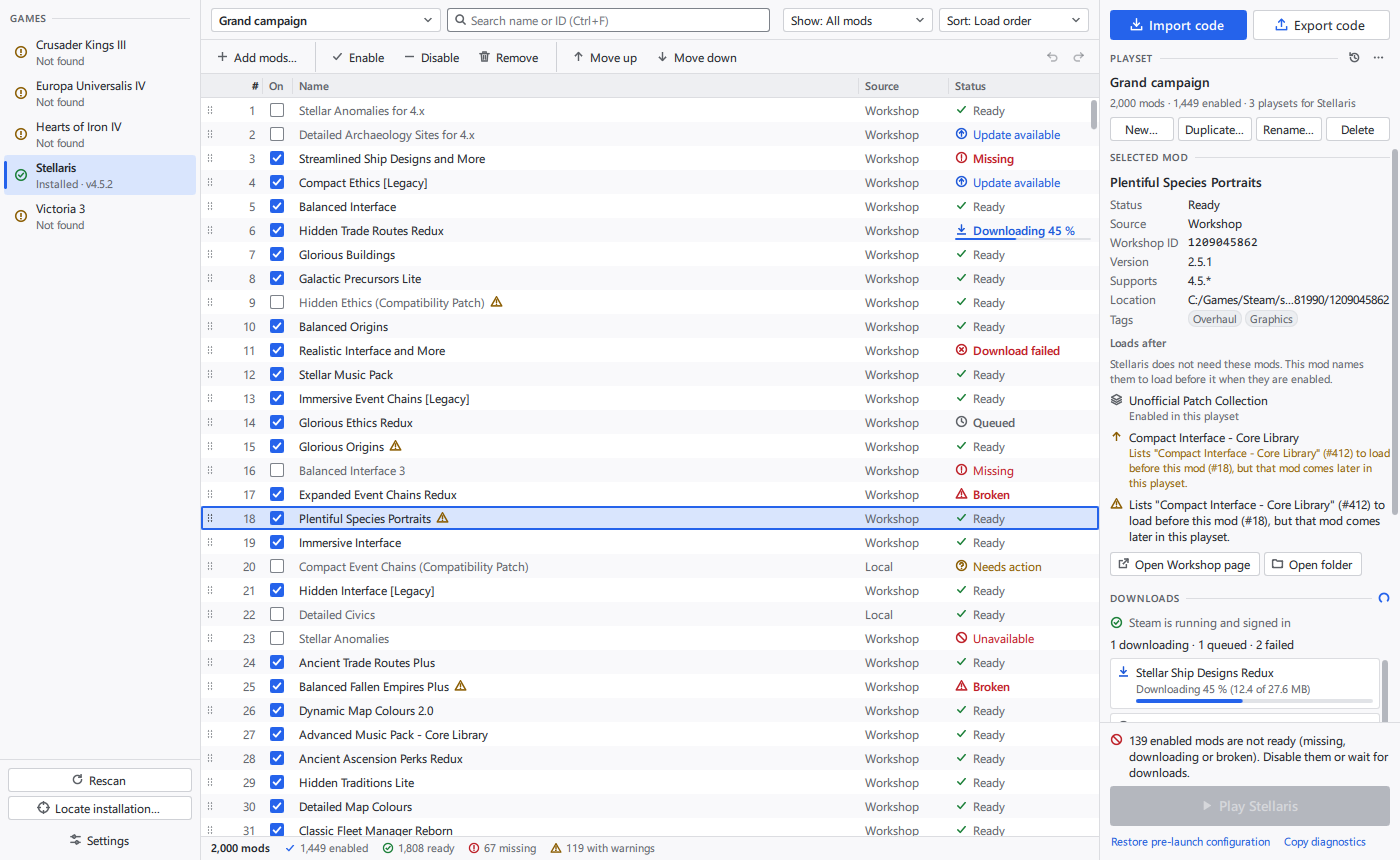 GAMES
Crusader Kings III
Not found
Europa Universalis IV
Not found
Hearts of Iron IV
Not found
Stellaris
Installed · v4.5.2
Victoria 3
Not found
Rescan
Locate installation...
Settings
Grand campaign
Search name or ID (Ctrl+F)
Show: All mods
Sort: Load order
Add mods...
Enable
Disable
Remove
Move up
Move down
# On Name Source Status
1 Stellar Anomalies for 4.x Workshop Ready
2 Detailed Archaeology Sites for 4.x Workshop Update available
3 Streamlined Ship Designs and More Workshop Missing
4 Compact Ethics [Legacy] Workshop Update available
5 Balanced Interface Workshop Ready
6 Hidden Trade Routes Redux Workshop Downloading 45 %
7 Glorious Buildings Workshop Ready
8 Galactic Precursors Lite Workshop Ready
9 Hidden Ethics (Compatibility Patch) Workshop Ready
10 Balanced Origins Workshop Ready
11 Realistic Interface and More Workshop Download failed
12 Stellar Music Pack Workshop Ready
13 Immersive Event Chains [Legacy] Workshop Ready
14 Glorious Ethics Redux Workshop Queued
15 Glorious Origins Workshop Ready
16 Balanced Interface 3 Workshop Missing
17 Expanded Event Chains Redux Workshop Broken
18 Plentiful Species Portraits Workshop Ready
19 Immersive Interface Workshop Ready
20 Compact Event Chains (Compatibility Patch) Local Needs action
21 Hidden Interface [Legacy] Workshop Ready
22 Detailed Civics Local Ready
23 Stellar Anomalies Workshop Unavailable
24 Ancient Trade Routes Plus Workshop Ready
25 Balanced Fallen Empires Plus Workshop Broken
26 Dynamic Map Colours 2.0 Workshop Ready
27 Advanced Music Pack - Core Library Workshop Ready
28 Ancient Ascension Perks Redux Workshop Ready
29 Hidden Traditions Lite Workshop Ready
30 Detailed Map Colours Workshop Ready
31 Classic Fleet Manager Reborn Workshop Ready
2,000 mods 1,449 enabled 1,808 ready 67 missing 119 with warnings
Import code
Export code
PLAYSET
Grand campaign
2,000 mods · 1,449 enabled · 3 playsets for Stellaris
New...
Duplicate...
Rename...
Delete
SELECTED MOD
Plentiful Species Portraits
Status Ready
Source Workshop
Workshop ID 1209045862
Version 2.5.1
Supports 4.5.*
Location C:/Games/Steam/s...81990/1209045862
Tags Overhaul Graphics
Loads after
Stellaris does not need these mods. This mod names
them to load before it when they are enabled.
Unofficial Patch Collection
Enabled in this playset
Compact Interface - Core Library
Lists "Compact Interface - Core Library" (#412) to load
before this mod (#18), but that mod comes later in
this playset.
Lists "Compact Interface - Core Library" (#412) to
load before this mod (#18), but that mod comes
later in this playset.
Open Workshop page
Open folder
DOWNLOADS
Steam is running and signed in
1 downloading · 1 queued · 2 failed
Stellar Ship Designs Redux
Downloading 45 % (12.4 of 27.6 MB)
139 enabled mods are not ready (missing,
downloading or broken). Disable them or wait for
downloads.
Play Stellaris
Restore pre-launch configuration
Copy diagnostics